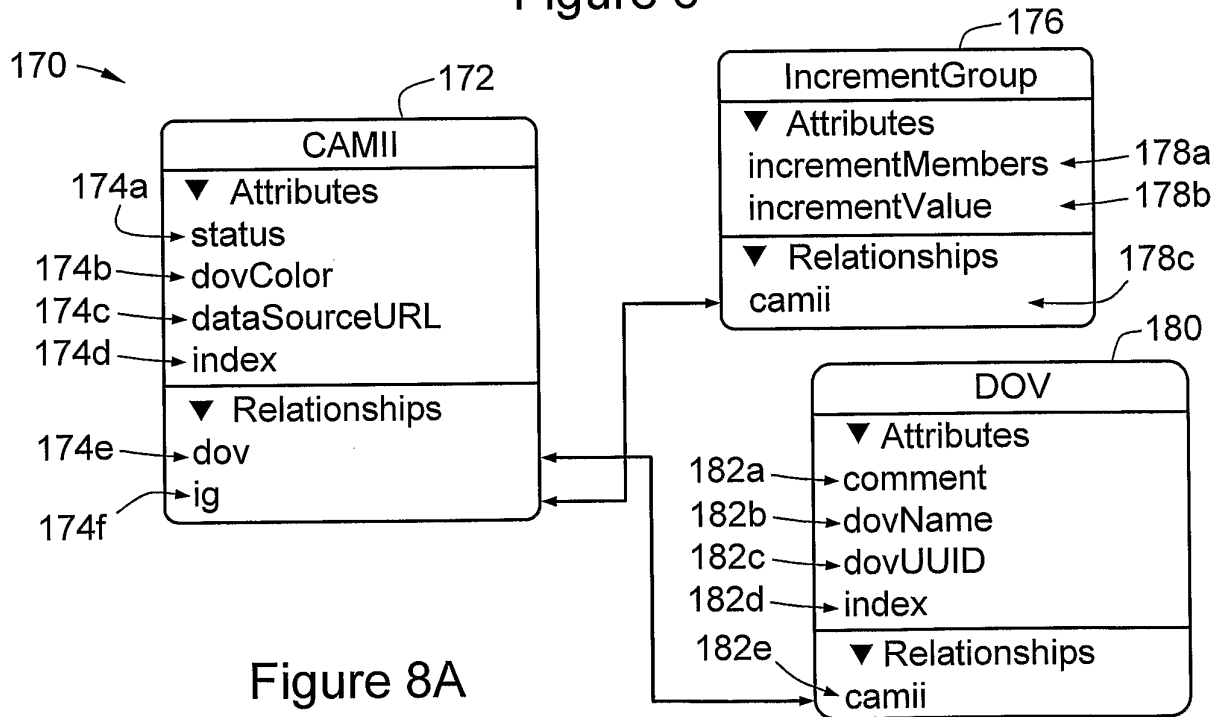 170
172
CAMII
▼ Attributes
174a
status
174b
dovColor
174c
dataSourceURL
174d
index
▼ Relationships
174e
dov
174f
ig
176
IncrementGroup
▼ Attributes
incrementMembers
178a
incrementValue
178b
▼ Relationships
178c
camii
180
DOV
▼ Attributes
182a
comment
182b
dovName
182c
dovUUID
182d
index
▼ Relationships
182e
camii
Figure 8A